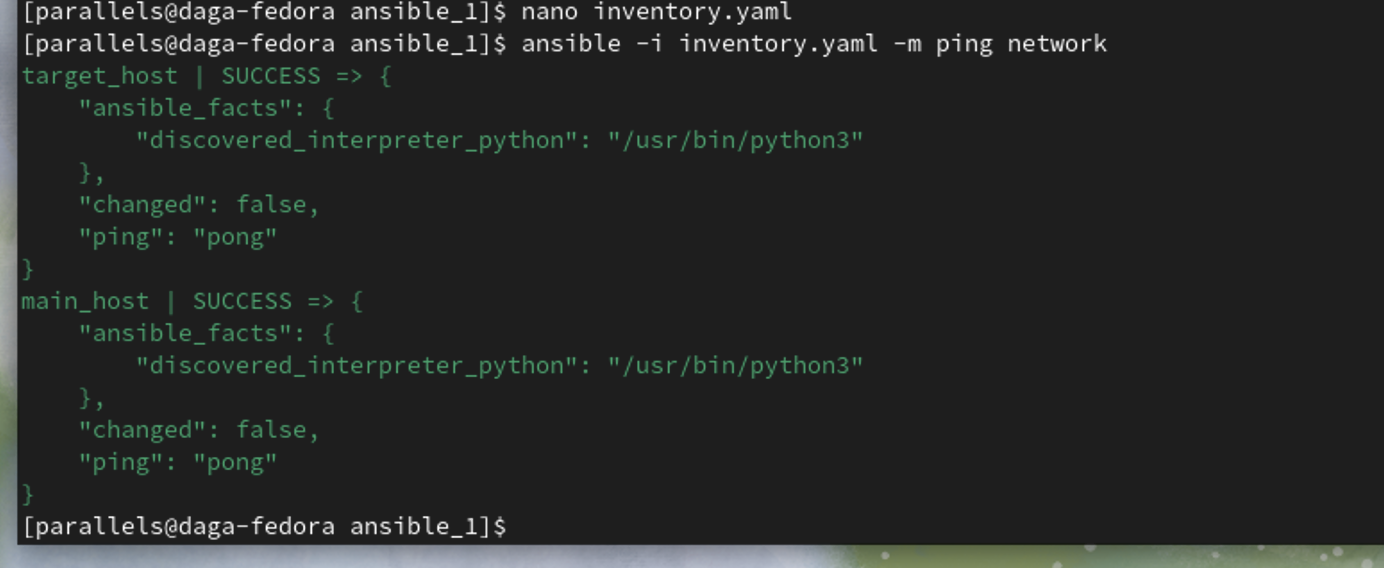 [parallels@daga-fedora ansible_1]$ nano inventory.yaml
[parallels@daga-fedora ansible_1]$ ansible -i inventory.yaml -m ping network
target_host | SUCCESS => {
    "ansible_facts": {
        "discovered_interpreter_python": "/usr/bin/python3"
    },
    "changed": false,
    "ping": "pong"
}
main_host | SUCCESS => {
    "ansible_facts": {
        "discovered_interpreter_python": "/usr/bin/python3"
    },
    "changed": false,
    "ping": "pong"
}
[parallels@daga-fedora ansible_1]$